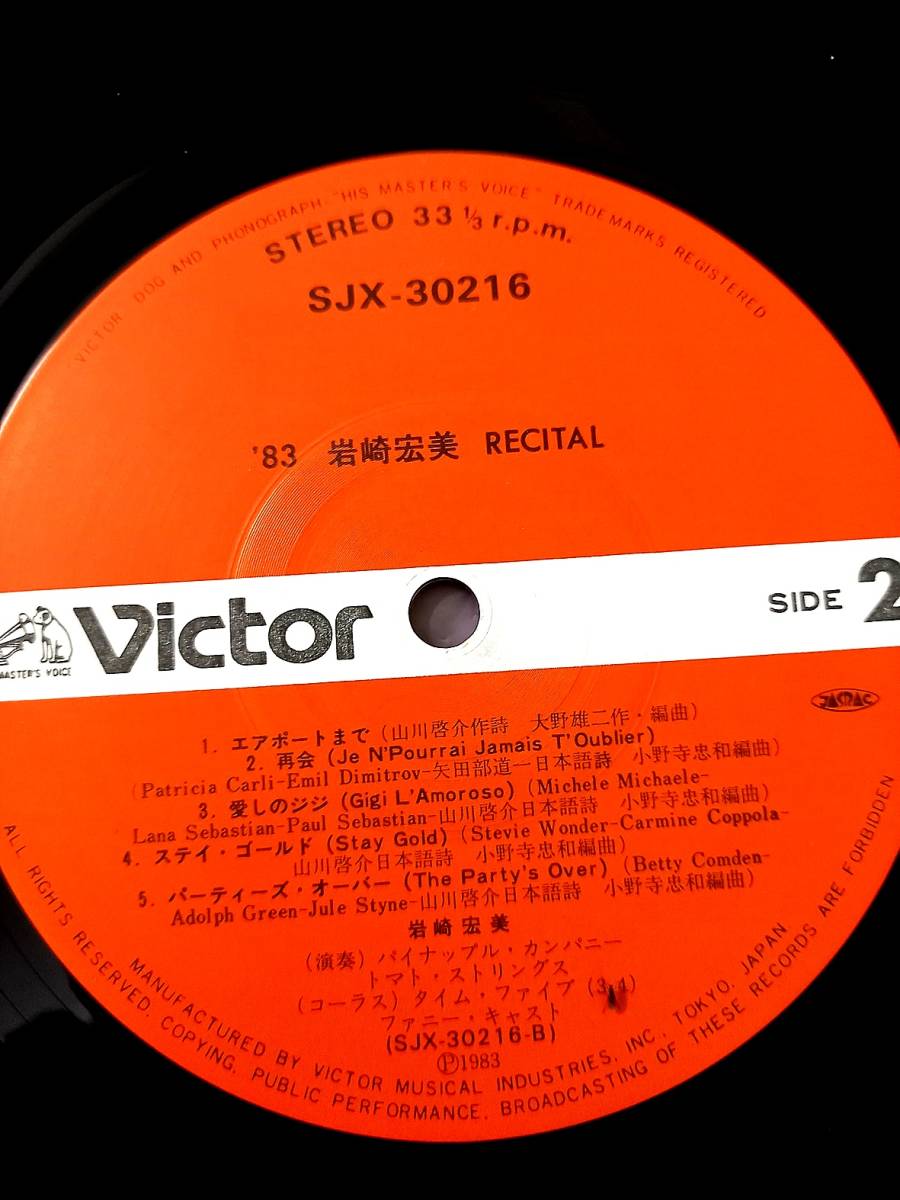 VICTOR, DOG AND PHONOGRAPH-"HIS MASTER'S VOICE" TRADEMARKS REGISTERED
STEREO 33 1/3 r.p.m.
SJX-30216
'83 岩崎宏美 RECITAL
MASTER'S VOICE
Victor
SIDE 2
JASRAC
1. エアポートまで (山川啓介作詩 大野雄二作・編曲)
2. 再会 (Je N'Pourrai Jamais T'Oublier)
(Patricia Carli-Emil Dimitrov-矢田部道一日本語詩 小野寺忠和編曲)
3. 愛しのジジ (Gigi L'Amoroso) (Michele Michaele-
Lana Sebastian-Paul Sebastian-山川啓介日本語詩 小野寺忠和編曲)
4. ステイ・ゴールド (Stay Gold) (Stevie Wonder-Carmine Coppola-
山川啓介日本語詩 小野寺忠和編曲)
5. パーティーズ・オーバー (The Party's Over) (Betty Comden-
Adolph Green-Jule Styne-山川啓介日本語詩 小野寺忠和編曲)
岩崎宏美
(演奏) パイナップル・カンパニー
トマト・ストリングス
(コーラス) タイム・ファイブ (3,4)
ファニー・キャスト
(SJX-30216-B)
Ⓟ1983
ALL RIGHTS RESERVED. COPYING, PUBLIC PERFORMANCE, BROADCASTING OF THESE RECORDS ARE FORBIDDEN
MANUFACTURED BY VICTOR MUSICAL INDUSTRIES, INC., TOKYO, JAPAN